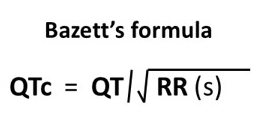 Bazett's formula
QTc = QT/√RR (s)